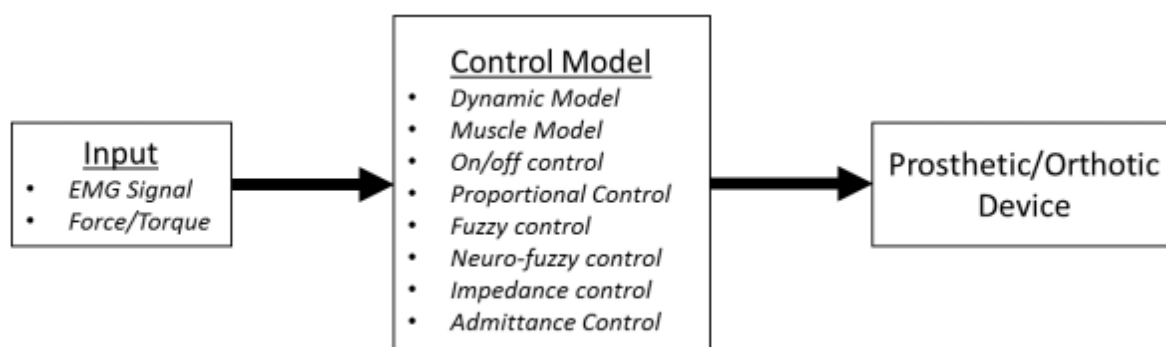 Input
• EMG Signal
• Force/Torque
Control Model
• Dynamic Model
• Muscle Model
• On/off control
• Proportional Control
• Fuzzy control
• Neuro-fuzzy control
• Impedance control
• Admittance Control
Prosthetic/Orthotic
Device